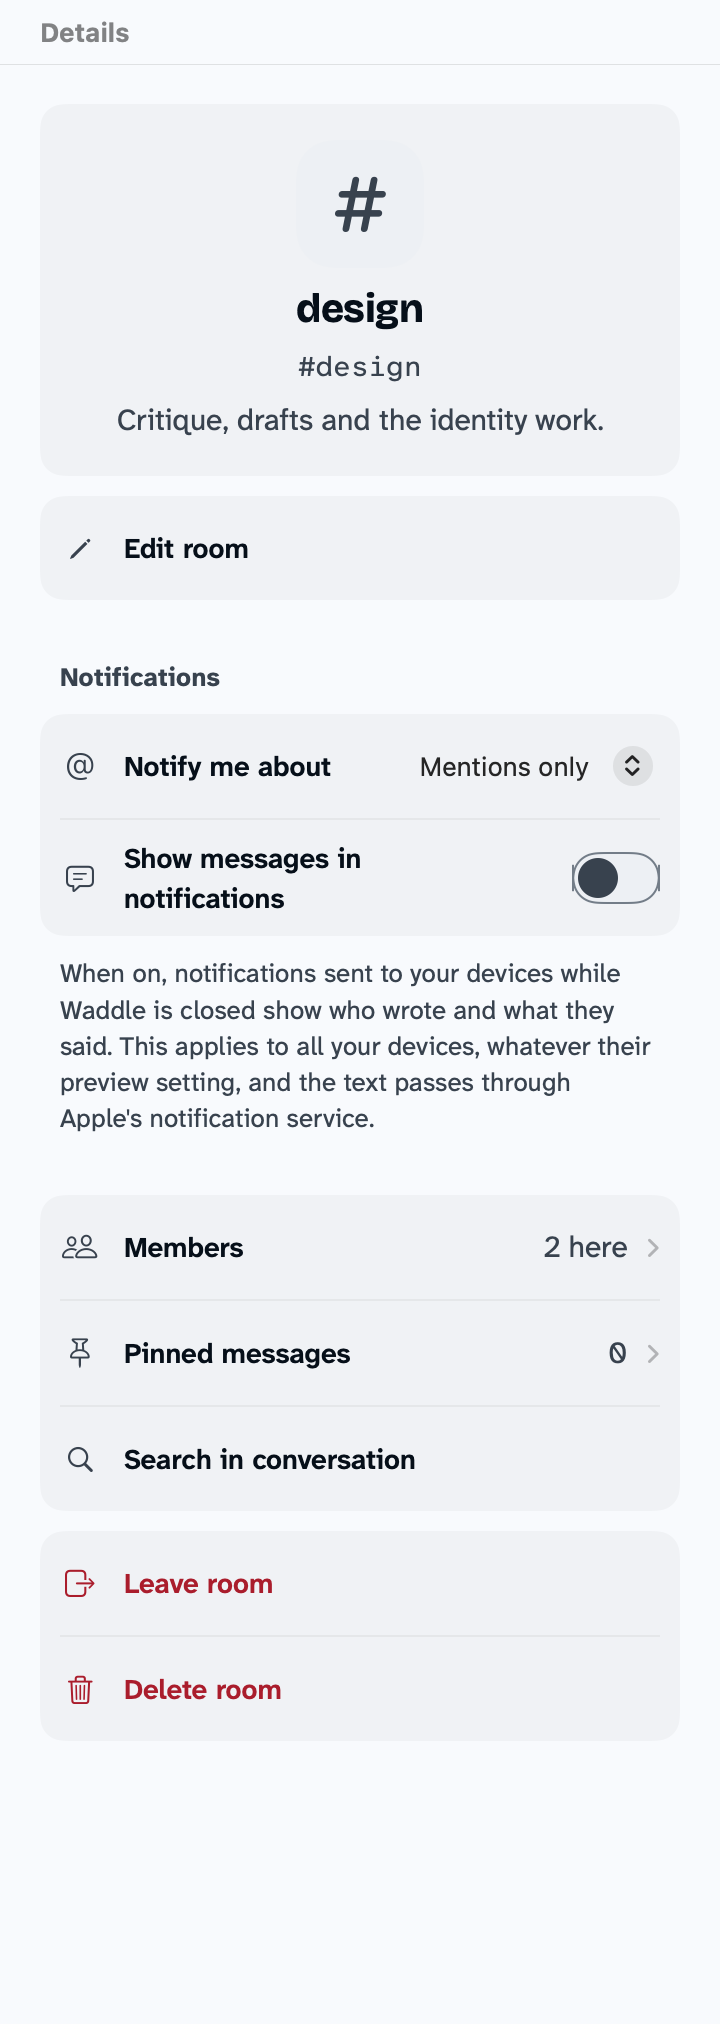 Details
#
design
#design
Critique, drafts and the identity work.
Edit room
Notifications
@ Notify me about Mentions only
Show messages in
notifications
When on, notifications sent to your devices while
Waddle is closed show who wrote and what they
said. This applies to all your devices, whatever their
preview setting, and the text passes through
Apple's notification service.
Members 2 here
Pinned messages 0
Search in conversation
Leave room
Delete room